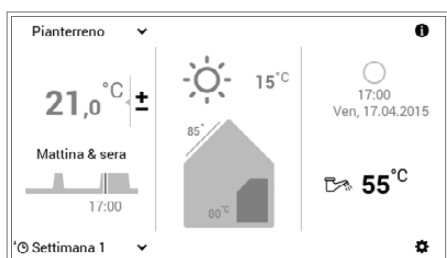 Pianterreno
21,0°C ±
Mattina & sera
17:00
Settimana 1
15°C
85°
80°C
17:00
Ven, 17.04.2015
55°C